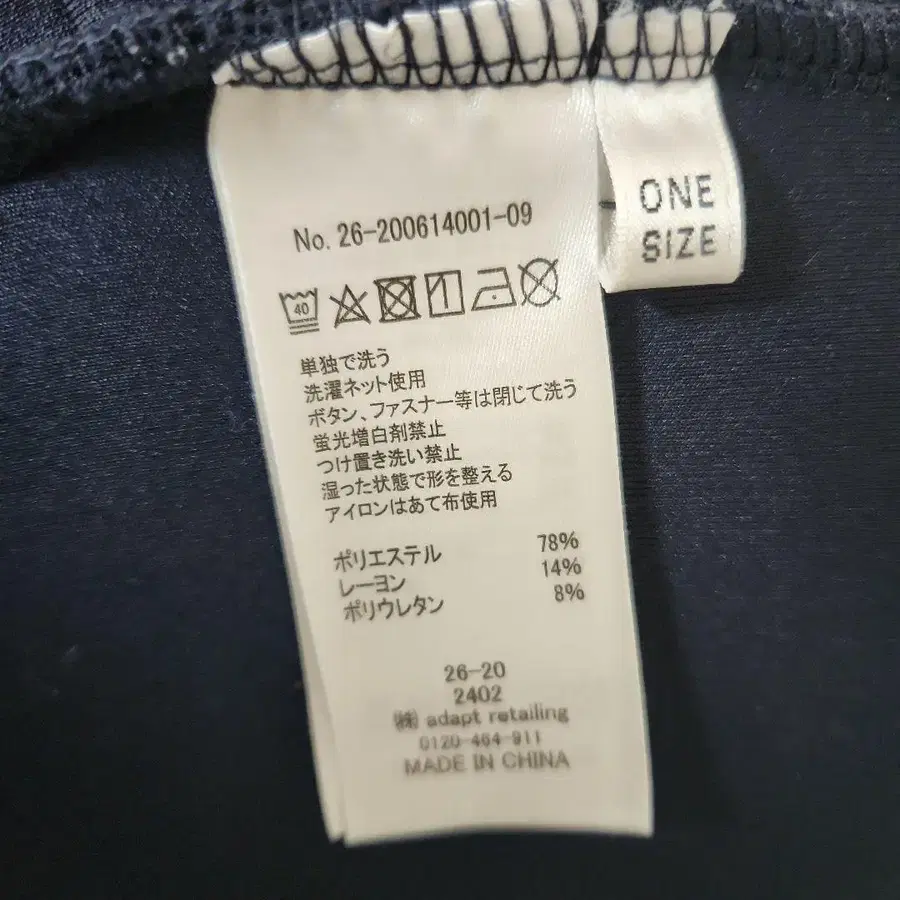 ONE
SIZE
No. 26-200614001-09
40
単独で洗う
洗濯ネット使用
ボタン、ファスナー等は閉じて洗う
蛍光増白剤禁止
つけ置き洗い禁止
湿った状態で形を整える
アイロンはあて布使用
ポリエステル 78%
レーヨン 14%
ポリウレタン 8%
26-20
2402
㈱ adapt retailing
0120-464-911
MADE IN CHINA